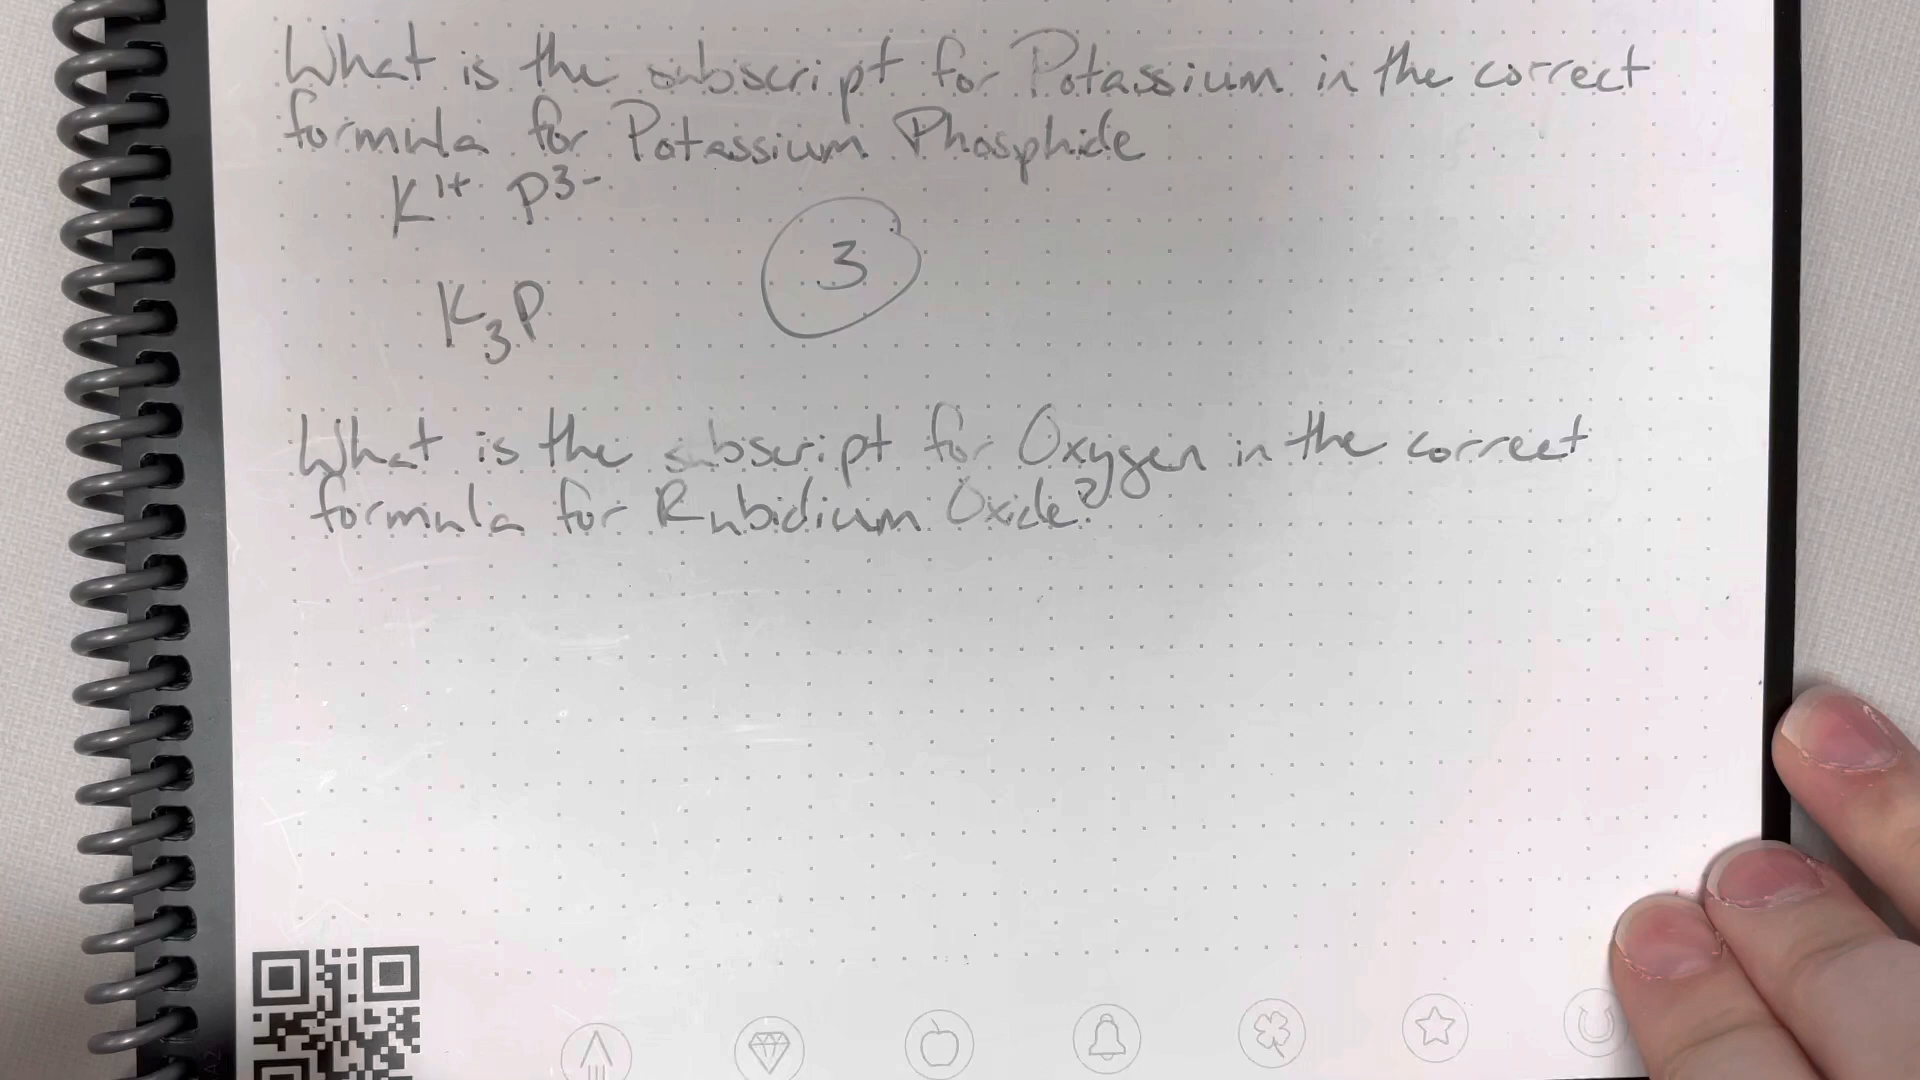 What is the subscript for Potassium in the correct
formula for Potassium Phosphide
K¹⁺ P³⁻
3
K₃P
What is the subscript for Oxygen in the correct
formula for Rubidium Oxide?
A2